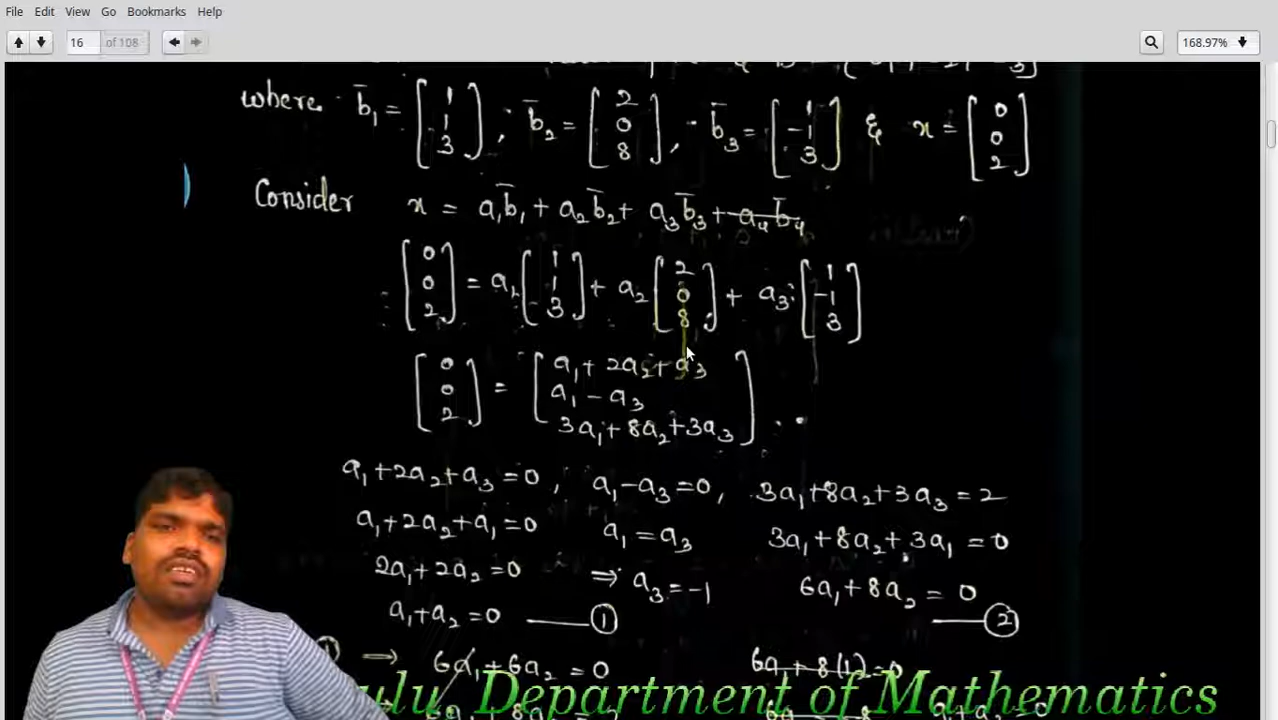 File Edit View Go Bookmarks Help
16 of 108 168.97%
where b̄₁ = [1 1 3], b̄₂ = [2 0 8], b̄₃ = [1 -1 3] & x = [0 0 2]
Consider x = a₁b̄₁ + a₂b̄₂ + a₃b̄₃ + a₄b̄₄
[0 0 2] = a₁[1 1 3] + a₂[2 0 8] + a₃[1 -1 3]
[0 0 2] = [a₁ + 2a₂ + a₃ a₁ - a₃ 3a₁ + 8a₂ + 3a₃]
a₁ + 2a₂ + a₃ = 0, a₁ - a₃ = 0, 3a₁ + 8a₂ + 3a₃ = 2
a₁ + 2a₂ + a₁ = 0 a₁ = a₃ 3a₁ + 8a₂ + 3a₁ = 0
2a₁ + 2a₂ = 0 ⇒ a₃ = -1 6a₁ + 8a₂ = 0
a₁ + a₂ = 0 — ① — ②
⇒ 6a₁ + 6a₂ = 0 6a₁ + 8(1) = 0
ulu Department of Mathematics